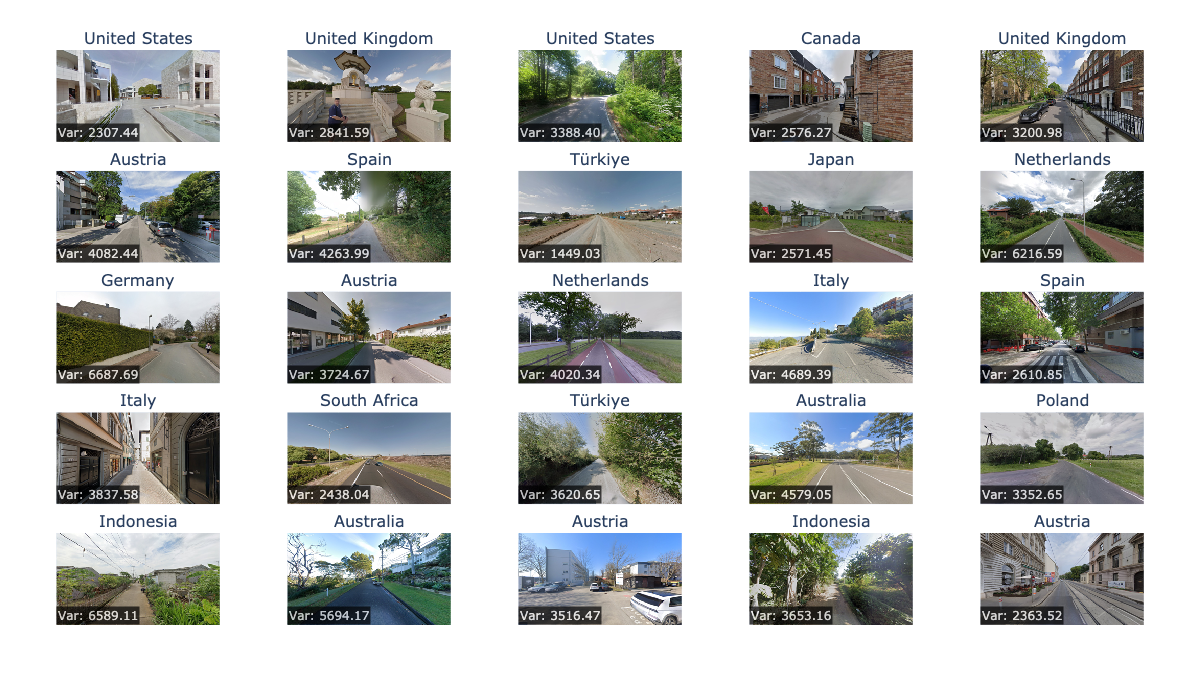 United States
United Kingdom
United States
Canada
United Kingdom
Var: 2307.44
Var: 2841.59
Var: 3388.40
Var: 2576.27
Var: 3200.98
Austria
Spain
Türkiye
Japan
Netherlands
Var: 4082.44
Var: 4263.99
Var: 1449.03
Var: 2571.45
Var: 6216.59
Germany
Austria
Netherlands
Italy
Spain
Var: 6687.69
Var: 3724.67
Var: 4020.34
Var: 4689.39
Var: 2610.85
Italy
South Africa
Türkiye
Australia
Poland
Var: 3837.58
Var: 2438.04
Var: 3620.65
Var: 4579.05
Var: 3352.65
Indonesia
Australia
Austria
Indonesia
Austria
Var: 6589.11
Var: 5694.17
Var: 3516.47
Var: 3653.16
Var: 2363.52